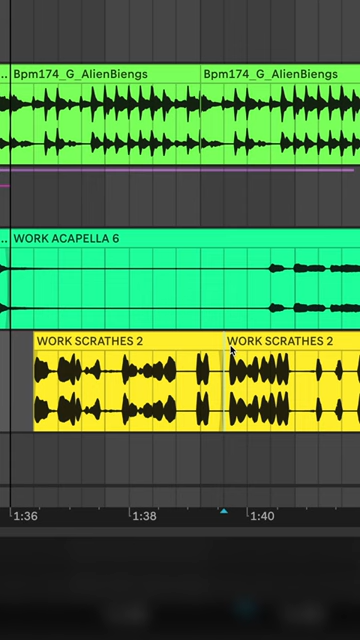 .. Bpm174_G_AlienBiengs Bpm174_G_AlienBiengs
.. WORK ACAPELLA 6
WORK SCRATHES 2 WORK SCRATHES 2
1:36 1:38 1:40